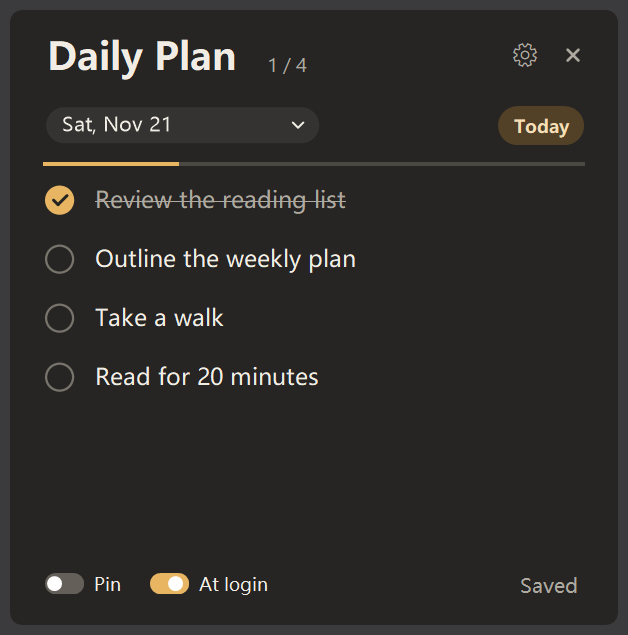 Daily Plan 1 / 4
Sat, Nov 21 Today
Review the reading list
Outline the weekly plan
Take a walk
Read for 20 minutes
Pin At login Saved